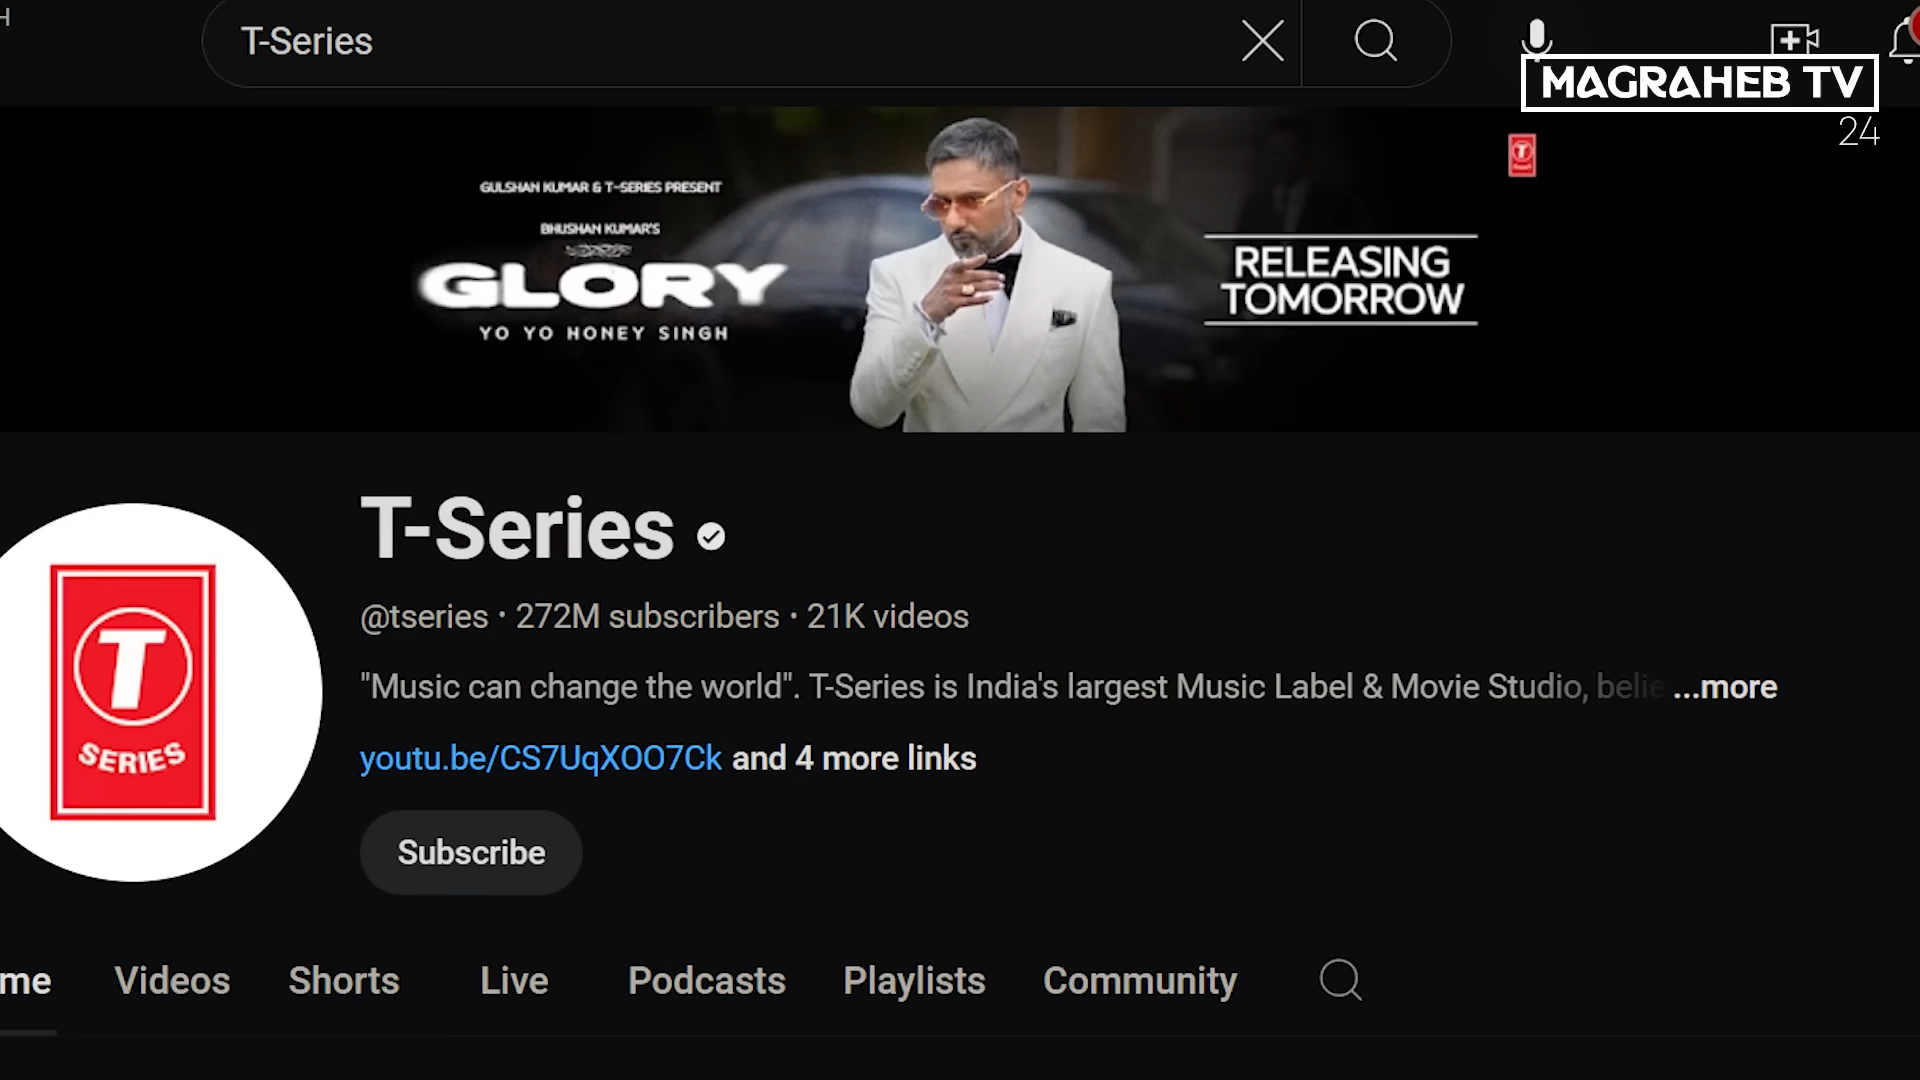 H
T-Series
MAGRAHEB TV
24
GULSHAN KUMAR & T-SERIES PRESENT
BHUSHAN KUMAR'S
GLORY
YO YO HONEY SINGH
RELEASING
TOMORROW
T
T-Series
@tseries · 272M subscribers · 21K videos
"Music can change the world". T-Series is India's largest Music Label & Movie Studio, belie ...more
youtu.be/CS7UqXOO7Ck and 4 more links
T
SERIES
Subscribe
me Videos Shorts Live Podcasts Playlists Community